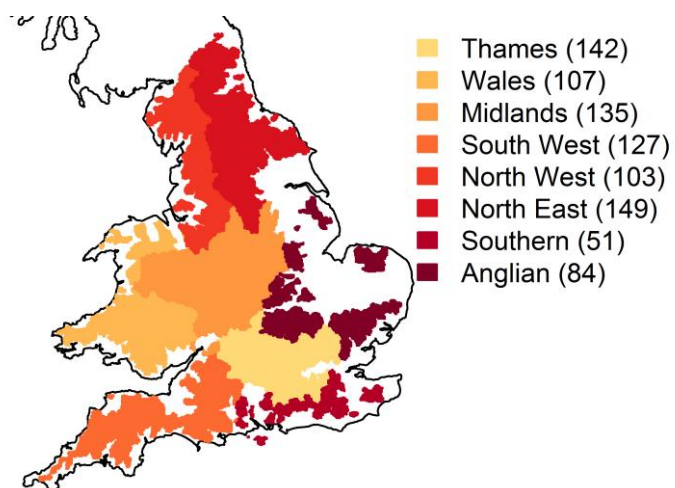 Thames (142)
Wales (107)
Midlands (135)
South West (127)
North West (103)
North East (149)
Southern (51)
Anglian (84)